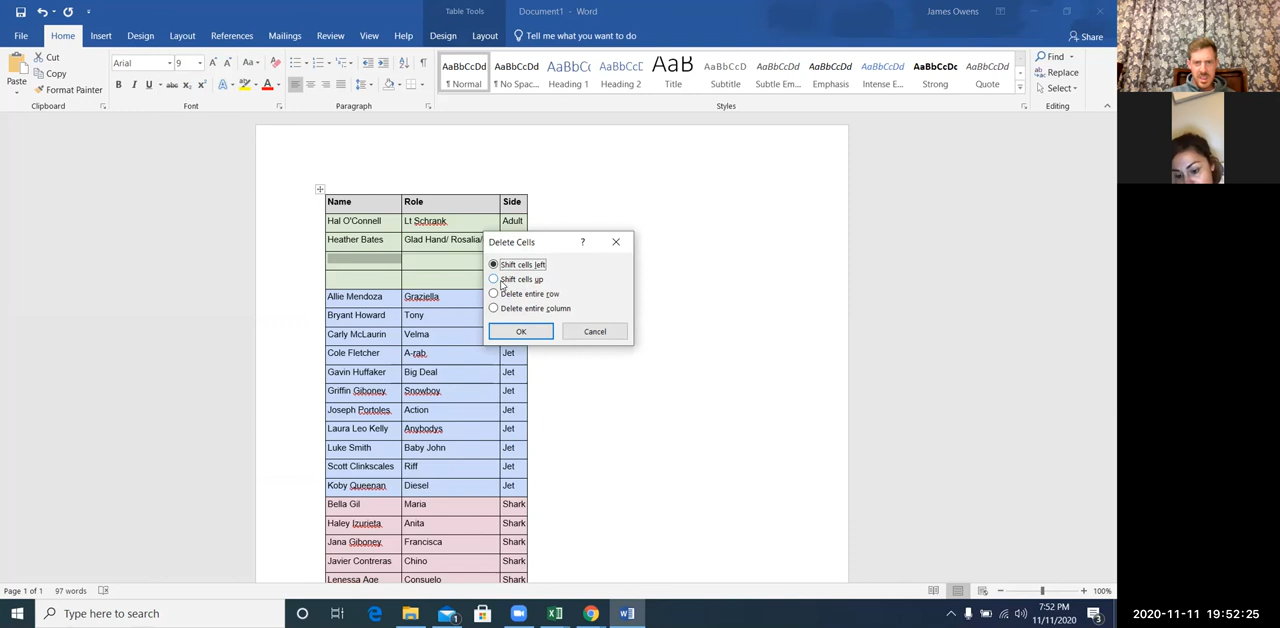 Table Tools
Document1 - Word
James Owens
File Home Insert Design Layout References Mailings Review View Help Design Layout Tell me what you want to do Share
Paste
Cut
Copy
Format Painter
Arial 9
AaBbCcDd AaBbCcDd AaBbCc AaBbCcD AaB AaBbCcD AaBbCcDd AaBbCcDd AaBbCcDd AaBbCcDc AaBbCcDd
¶ Normal ¶ No Spac... Heading 1 Heading 2 Title Subtitle Subtle Em... Emphasis Intense E... Strong Quote
Find
Replace
Select
Clipboard Font Paragraph Styles Editing
Name Role Side
Hal O'Connell Lt Schrank Adult
Heather Bates Glad Hand/ Rosalia/
Allie Mendoza Graziella
Bryant Howard Tony
Carly McLaurin Velma
Cole Fletcher A-rab Jet
Gavin Huffaker Big Deal Jet
Griffin Giboney Snowboy Jet
Joseph Portoles Action Jet
Laura Leo Kelly Anybodys Jet
Luke Smith Baby John Jet
Scott Clinkscales Riff Jet
Koby Queenan Diesel Jet
Bella Gil Maria Shark
Haley Izurieta Anita Shark
Jana Giboney Francisca Shark
Javier Contreras Chino Shark
Lenessa Age Consuelo Shark
Delete Cells ?
Shift cells left
Shift cells up
Delete entire row
Delete entire column
OK Cancel
Page 1 of 1 97 words 100%
Type here to search
7:52 PM
11/11/2020
2020-11-11 19:52:25